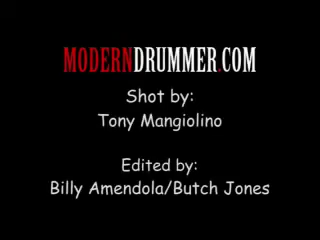 MODERNDRUMMER.COM
Shot by:
Tony Mangiolino
Edited by:
Billy Amendola/Butch Jones